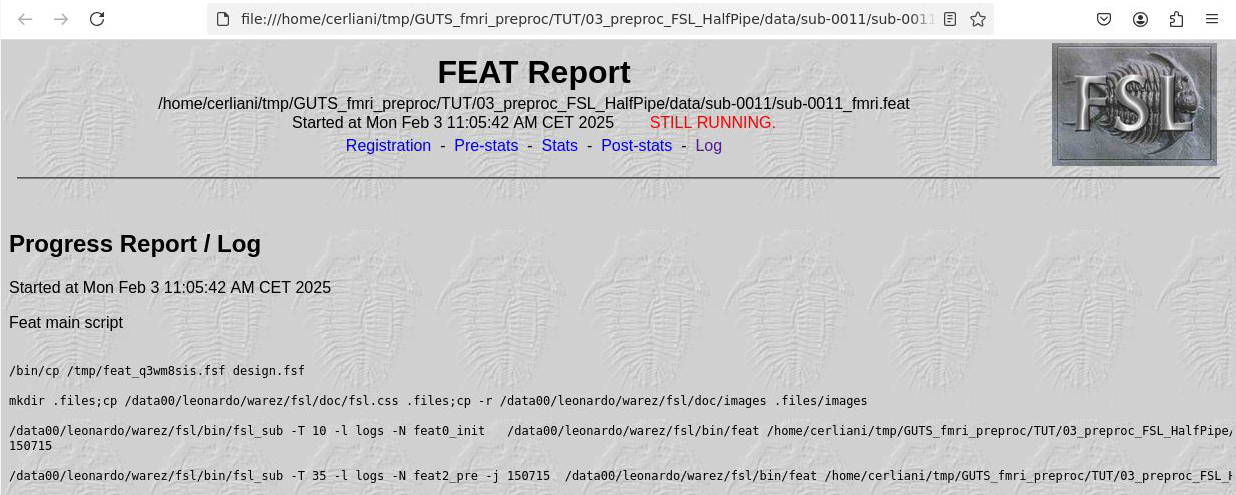 file:///home/cerliani/tmp/GUTS_fmri_preproc/TUT/03_preproc_FSL_HalfPipe/data/sub-0011/sub-0011
FEAT Report
FSL
/home/cerliani/tmp/GUTS_fmri_preproc/TUT/03_preproc_FSL_HalfPipe/data/sub-0011/sub-0011_fmri.feat
Started at Mon Feb 3 11:05:42 AM CET 2025 STILL RUNNING.
Registration - Pre-stats - Stats - Post-stats - Log
Progress Report / Log
Started at Mon Feb 3 11:05:42 AM CET 2025
Feat main script
/bin/cp /tmp/feat_q3wm8sis.fsf design.fsf
mkdir .files;cp /data00/leonardo/warez/fsl/doc/fsl.css .files;cp -r /data00/leonardo/warez/fsl/doc/images .files/images
/data00/leonardo/warez/fsl/bin/fsl_sub -T 10 -l logs -N feat0_init /data00/leonardo/warez/fsl/bin/feat /home/cerliani/tmp/GUTS_fmri_preproc/TUT/03_preproc_FSL_HalfPipe/
150715
/data00/leonardo/warez/fsl/bin/fsl_sub -T 35 -l logs -N feat2_pre -j 150715 /data00/leonardo/warez/fsl/bin/feat /home/cerliani/tmp/GUTS_fmri_preproc/TUT/03_preproc_FSL_H